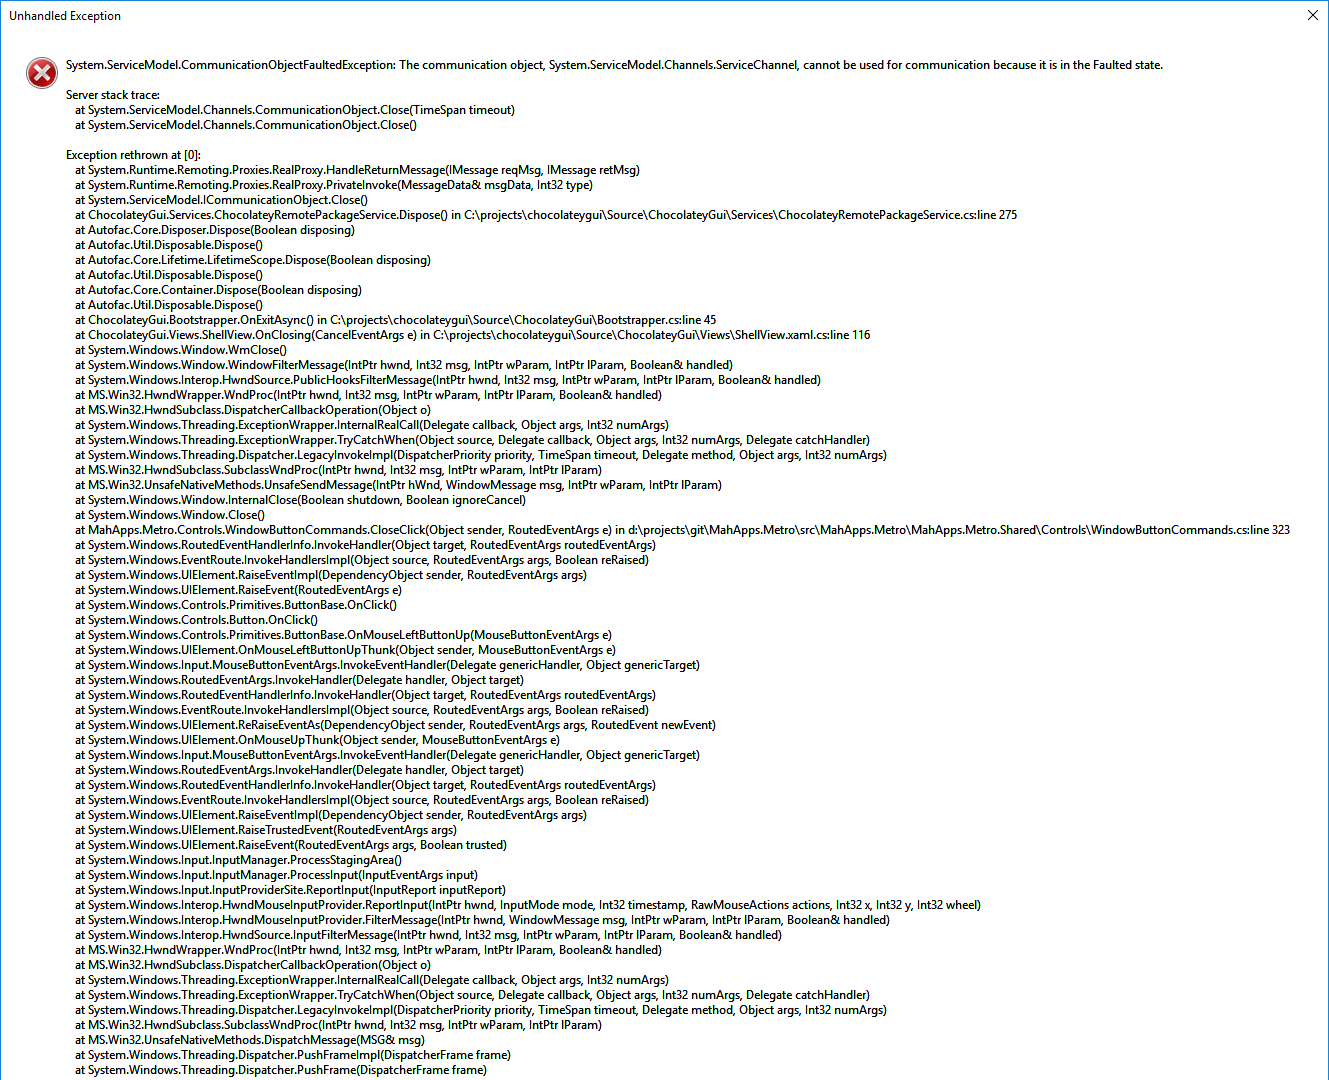 Unhandled Exception
System.ServiceModel.CommunicationObjectFaultedException: The communication object, System.ServiceModel.Channels.ServiceChannel, cannot be used for communication because it is in the Faulted state.
Server stack trace:
at System.ServiceModel.Channels.CommunicationObject.Close(TimeSpan timeout)
at System.ServiceModel.Channels.CommunicationObject.Close()
Exception rethrown at [0]:
at System.Runtime.Remoting.Proxies.RealProxy.HandleReturnMessage(IMessage reqMsg, IMessage retMsg)
at System.Runtime.Remoting.Proxies.RealProxy.PrivateInvoke(MessageData& msgData, Int32 type)
at System.ServiceModel.ICommunicationObject.Close()
at ChocolateyGui.Services.ChocolateyRemotePackageService.Dispose() in C:\projects\chocolateygui\Source\ChocolateyGui\Services\ChocolateyRemotePackageService.cs:line 275
at Autofac.Core.Disposer.Dispose(Boolean disposing)
at Autofac.Util.Disposable.Dispose()
at Autofac.Core.Lifetime.LifetimeScope.Dispose(Boolean disposing)
at Autofac.Util.Disposable.Dispose()
at Autofac.Core.Container.Dispose(Boolean disposing)
at Autofac.Util.Disposable.Dispose()
at ChocolateyGui.Bootstrapper.OnExitAsync() in C:\projects\chocolateygui\Source\ChocolateyGui\Bootstrapper.cs:line 45
at ChocolateyGui.Views.ShellView.OnClosing(CancelEventArgs e) in C:\projects\chocolateygui\Source\ChocolateyGui\Views\ShellView.xaml.cs:line 116
at System.Windows.Window.WmClose()
at System.Windows.Window.WindowFilterMessage(IntPtr hwnd, Int32 msg, IntPtr wParam, IntPtr lParam, Boolean& handled)
at System.Windows.Interop.HwndSource.PublicHooksFilterMessage(IntPtr hwnd, Int32 msg, IntPtr wParam, IntPtr lParam, Boolean& handled)
at MS.Win32.HwndWrapper.WndProc(IntPtr hwnd, Int32 msg, IntPtr wParam, IntPtr lParam, Boolean& handled)
at MS.Win32.HwndSubclass.DispatcherCallbackOperation(Object o)
at System.Windows.Threading.ExceptionWrapper.InternalRealCall(Delegate callback, Object args, Int32 numArgs)
at System.Windows.Threading.ExceptionWrapper.TryCatchWhen(Object source, Delegate callback, Object args, Int32 numArgs, Delegate catchHandler)
at System.Windows.Threading.Dispatcher.LegacyInvokeImpl(DispatcherPriority priority, TimeSpan timeout, Delegate method, Object args, Int32 numArgs)
at MS.Win32.HwndSubclass.SubclassWndProc(IntPtr hwnd, Int32 msg, IntPtr wParam, IntPtr lParam)
at MS.Win32.UnsafeNativeMethods.UnsafeSendMessage(IntPtr hWnd, WindowMessage msg, IntPtr wParam, IntPtr lParam)
at System.Windows.Window.InternalClose(Boolean shutdown, Boolean ignoreCancel)
at System.Windows.Window.Close()
at MahApps.Metro.Controls.WindowButtonCommands.CloseClick(Object sender, RoutedEventArgs e) in d:\projects\git\MahApps.Metro\src\MahApps.Metro\MahApps.Metro.Shared\Controls\WindowButtonCommands.cs:line 323
at System.Windows.RoutedEventHandlerInfo.InvokeHandler(Object target, RoutedEventArgs routedEventArgs)
at System.Windows.EventRoute.InvokeHandlersImpl(Object source, RoutedEventArgs args, Boolean reRaised)
at System.Windows.UIElement.RaiseEventImpl(DependencyObject sender, RoutedEventArgs args)
at System.Windows.UIElement.RaiseEvent(RoutedEventArgs e)
at System.Windows.Controls.Primitives.ButtonBase.OnClick()
at System.Windows.Controls.Button.OnClick()
at System.Windows.Controls.Primitives.ButtonBase.OnMouseLeftButtonUp(MouseButtonEventArgs e)
at System.Windows.UIElement.OnMouseLeftButtonUpThunk(Object sender, MouseButtonEventArgs e)
at System.Windows.Input.MouseButtonEventArgs.InvokeEventHandler(Delegate genericHandler, Object genericTarget)
at System.Windows.RoutedEventArgs.InvokeHandler(Delegate handler, Object target)
at System.Windows.RoutedEventHandlerInfo.InvokeHandler(Object target, RoutedEventArgs routedEventArgs)
at System.Windows.EventRoute.InvokeHandlersImpl(Object source, RoutedEventArgs args, Boolean reRaised)
at System.Windows.UIElement.ReRaiseEventAs(DependencyObject sender, RoutedEventArgs args, RoutedEvent newEvent)
at System.Windows.UIElement.OnMouseUpThunk(Object sender, MouseButtonEventArgs e)
at System.Windows.Input.MouseButtonEventArgs.InvokeEventHandler(Delegate genericHandler, Object genericTarget)
at System.Windows.RoutedEventArgs.InvokeHandler(Delegate handler, Object target)
at System.Windows.RoutedEventHandlerInfo.InvokeHandler(Object target, RoutedEventArgs routedEventArgs)
at System.Windows.EventRoute.InvokeHandlersImpl(Object source, RoutedEventArgs args, Boolean reRaised)
at System.Windows.UIElement.RaiseEventImpl(DependencyObject sender, RoutedEventArgs args)
at System.Windows.UIElement.RaiseTrustedEvent(RoutedEventArgs args)
at System.Windows.UIElement.RaiseEvent(RoutedEventArgs args, Boolean trusted)
at System.Windows.Input.InputManager.ProcessStagingArea()
at System.Windows.Input.InputManager.ProcessInput(InputEventArgs input)
at System.Windows.Input.InputProviderSite.ReportInput(InputReport inputReport)
at System.Windows.Interop.HwndMouseInputProvider.ReportInput(IntPtr hwnd, InputMode mode, Int32 timestamp, RawMouseActions actions, Int32 x, Int32 y, Int32 wheel)
at System.Windows.Interop.HwndMouseInputProvider.FilterMessage(IntPtr hwnd, WindowMessage msg, IntPtr wParam, IntPtr lParam, Boolean& handled)
at System.Windows.Interop.HwndSource.InputFilterMessage(IntPtr hwnd, Int32 msg, IntPtr wParam, IntPtr lParam, Boolean& handled)
at MS.Win32.HwndWrapper.WndProc(IntPtr hwnd, Int32 msg, IntPtr wParam, IntPtr lParam, Boolean& handled)
at MS.Win32.HwndSubclass.DispatcherCallbackOperation(Object o)
at System.Windows.Threading.ExceptionWrapper.InternalRealCall(Delegate callback, Object args, Int32 numArgs)
at System.Windows.Threading.ExceptionWrapper.TryCatchWhen(Object source, Delegate callback, Object args, Int32 numArgs, Delegate catchHandler)
at System.Windows.Threading.Dispatcher.LegacyInvokeImpl(DispatcherPriority priority, TimeSpan timeout, Delegate method, Object args, Int32 numArgs)
at MS.Win32.HwndSubclass.SubclassWndProc(IntPtr hwnd, Int32 msg, IntPtr wParam, IntPtr lParam)
at MS.Win32.UnsafeNativeMethods.DispatchMessage(MSG& msg)
at System.Windows.Threading.Dispatcher.PushFrameImpl(DispatcherFrame frame)
at System.Windows.Threading.Dispatcher.PushFrame(DispatcherFrame frame)